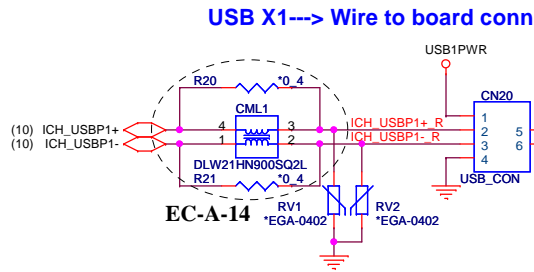 USB X1---> Wire to board conn
USB1PWR
R20 *0_4
CN20
CML1
(10) ICH_USBP1+ 4 3 ICH_USBP1+_R 1
2 5
(10) ICH_USBP1- 1 2 ICH_USBP1-_R 3 6
4
DLW21HN900SQ2L
USB_CON
R21 *0_4
EC-A-14
RV1 RV2
*EGA-0402 *EGA-0402